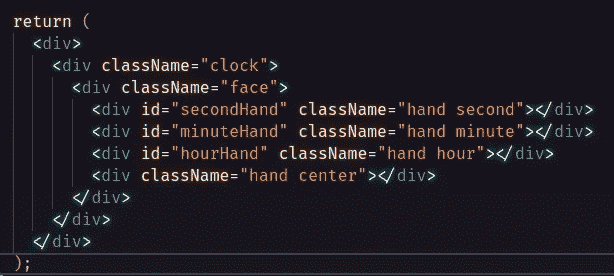 return (
  <div>
    <div className="clock">
      <div className="face">
        <div id="secondHand" className="hand second"></div>
        <div id="minuteHand" className="hand minute"></div>
        <div id="hourHand" className="hand hour"></div>
        <div className="hand center"></div>
      </div>
    </div>
  </div>
);